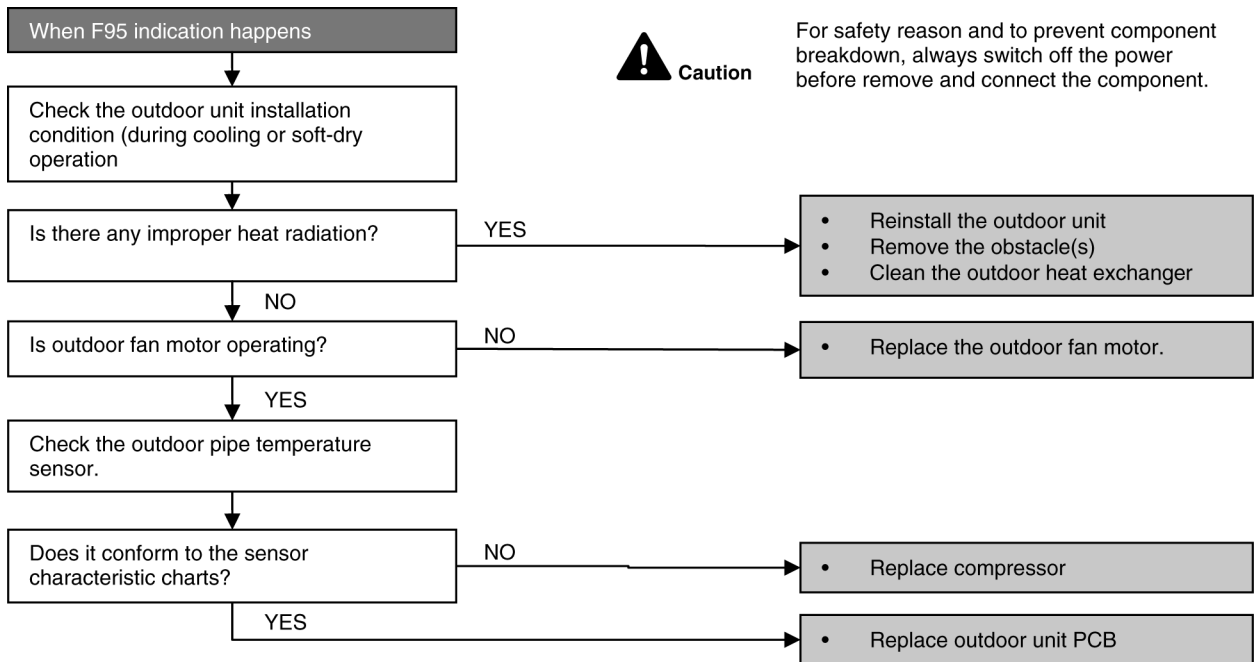 When F95 indication happens
Caution
For safety reason and to prevent component
breakdown, always switch off the power
before remove and connect the component.
Check the outdoor unit installation
condition (during cooling or soft-dry
operation
Is there any improper heat radiation?
YES
• Reinstall the outdoor unit
• Remove the obstacle(s)
• Clean the outdoor heat exchanger
NO
Is outdoor fan motor operating?
NO
• Replace the outdoor fan motor.
YES
Check the outdoor pipe temperature
sensor.
Does it conform to the sensor
characteristic charts?
NO
• Replace compressor
YES
• Replace outdoor unit PCB